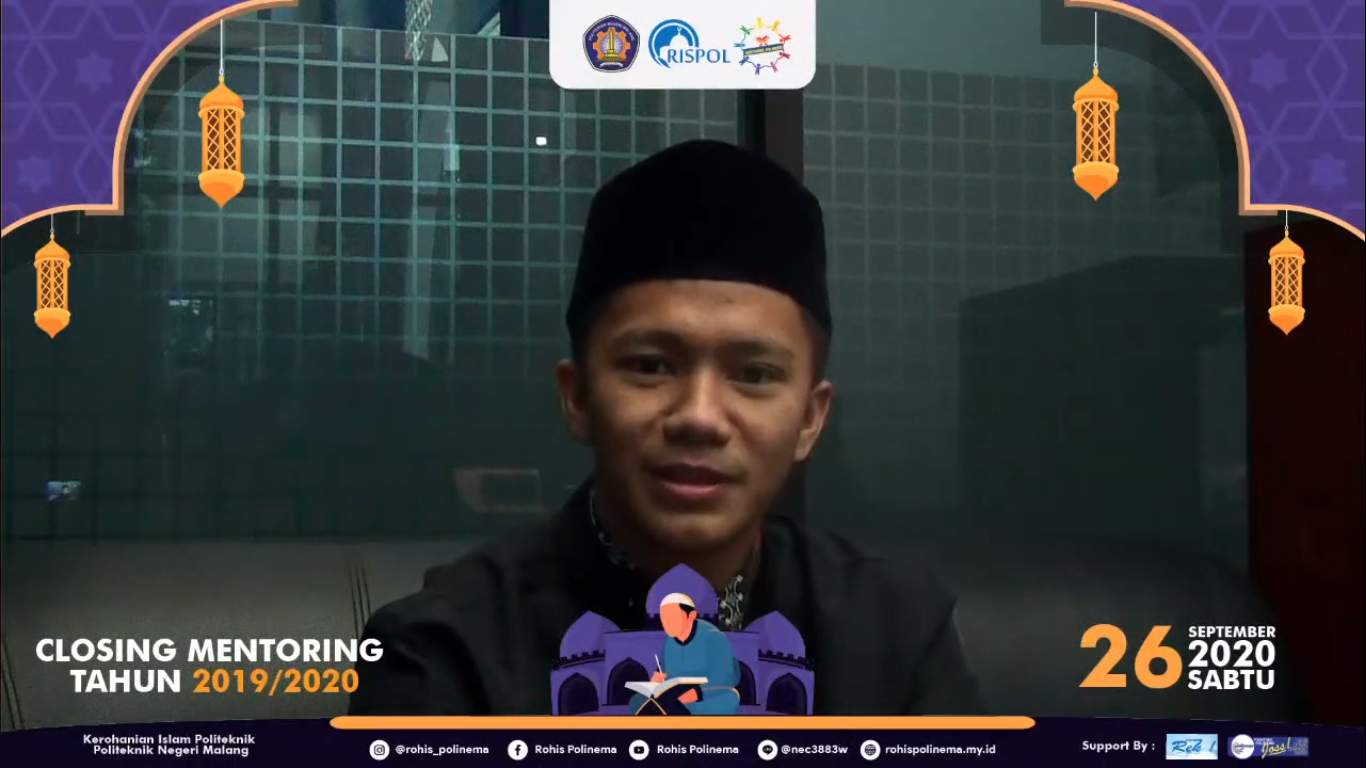 RISPOL
CLOSING MENTORING
TAHUN 2019/2020
26
SEPTEMBER
2020
SABTU
Kerohanian Islam Politeknik
Politeknik Negeri Malang
@rohis_polinema
Rohis Polinema
Rohis Polinema
@nec3883w
rohispolinema.my.id
Support By :